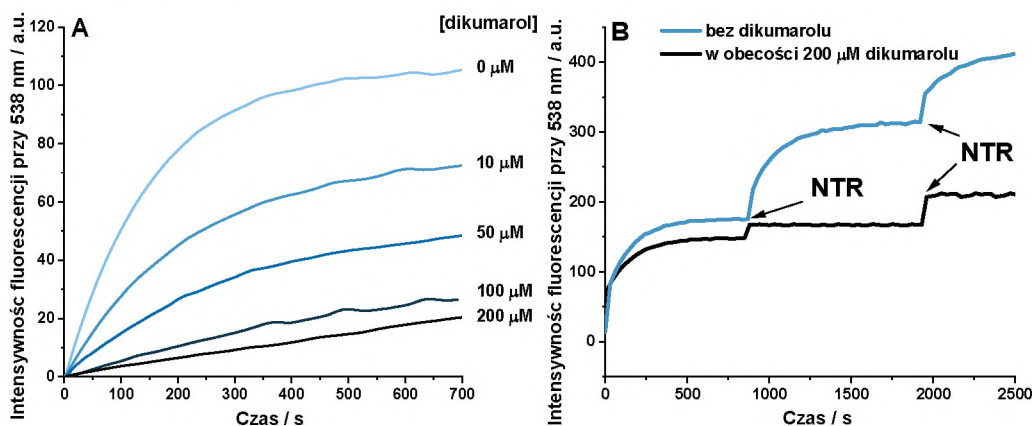 A
[dikumarol]
Intensywność fluorescencji przy 538 nm / a.u.
120
100
80
60
40
20
0
0 µM
10 µM
50 µM
100 µM
200 µM
0 100 200 300 400 500 600 700
Czas / s
B
bez dikumarolu
w obecości 200 µM dikumarolu
Intensywność fluorescencji przy 538 nm / a.u.
400
300
200
100
0
NTR
NTR
0 500 1000 1500 2000 2500
Czas / s